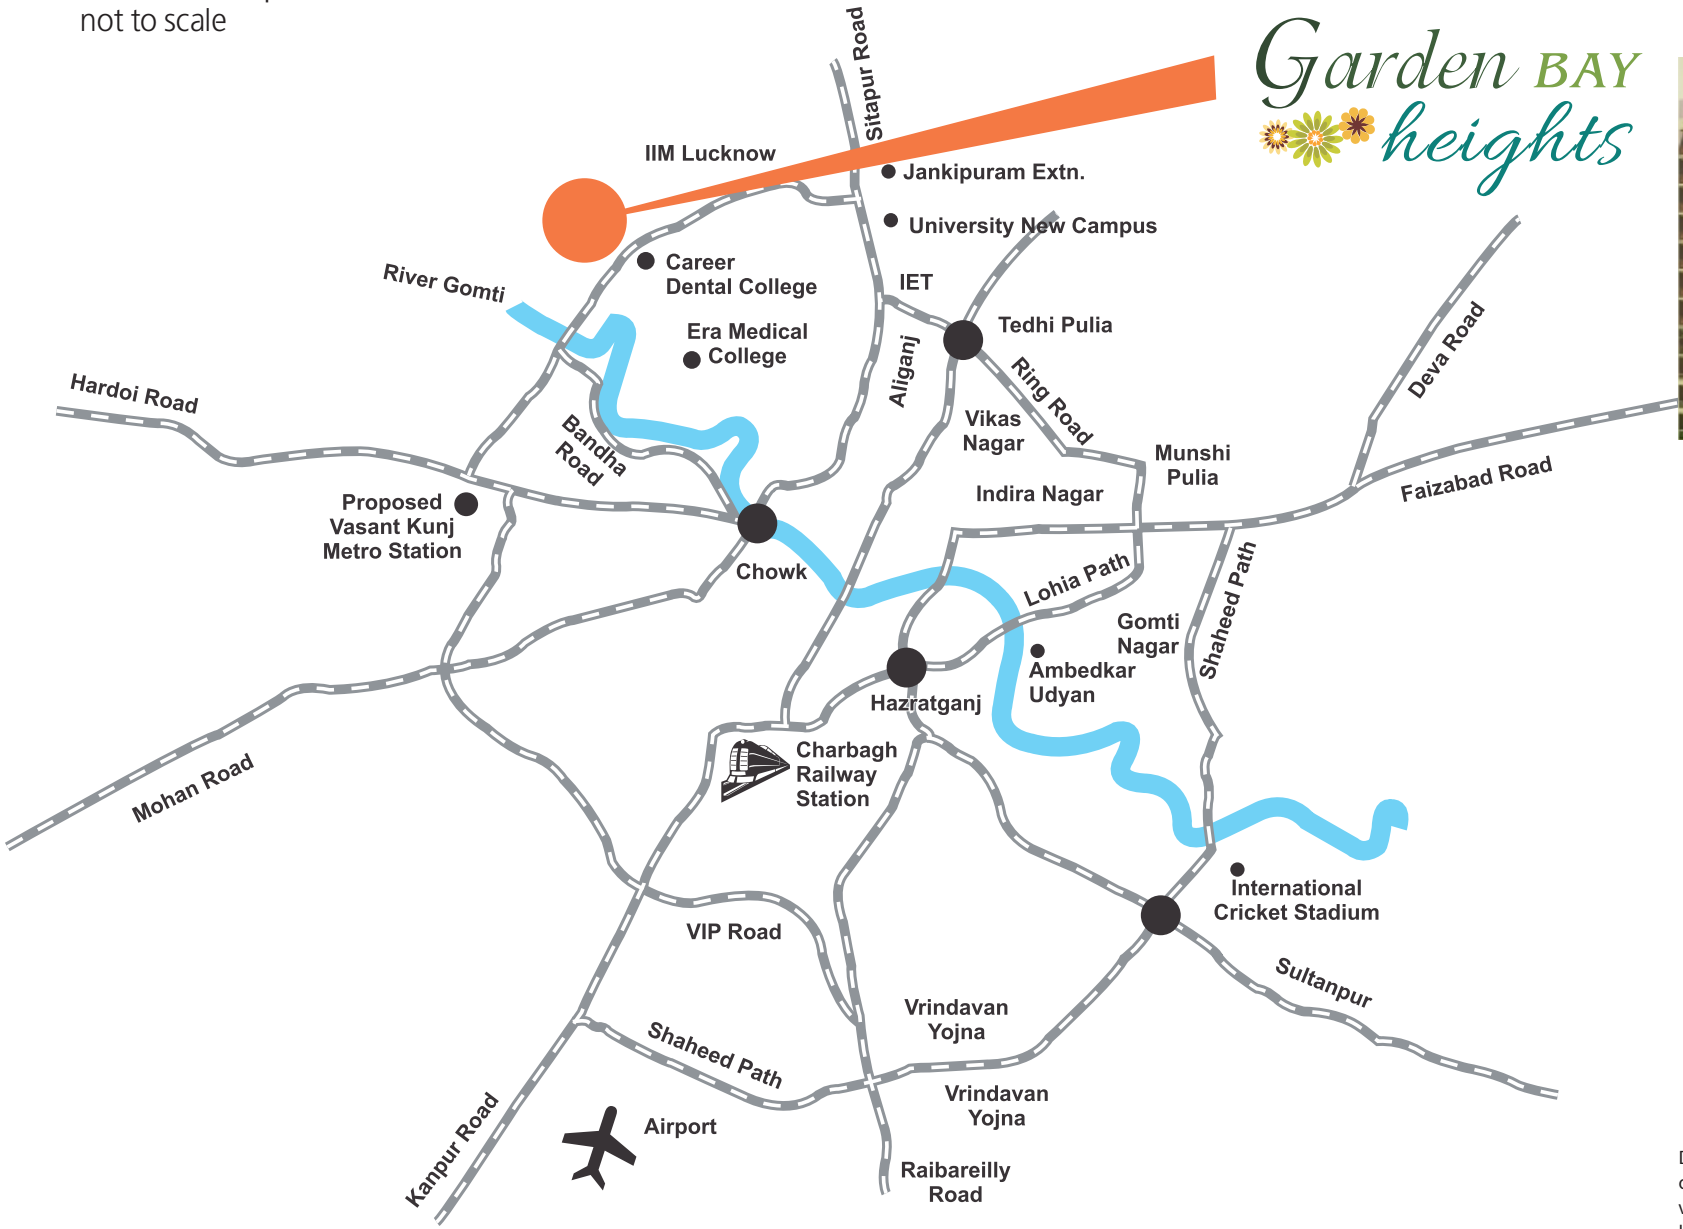 not to scale
Sitapur Road
Garden BAY
heights
IIM Lucknow
Jankipuram Extn.
University New Campus
Career
Dental College
River Gomti
IET
Era Medical
College
Tedhi Pulia
Aliganj
Ring Road
Deva Road
Hardoi Road
Vikas
Nagar
Bandha
Road
Munshi
Pulia
Faizabad Road
Indira Nagar
Proposed
Vasant Kunj
Metro Station
Chowk
Lohia Path
Shaheed Path
Gomti
Nagar
Ambedkar
Udyan
Hazratganj
Mohan Road
Charbagh
Railway
Station
International
Cricket Stadium
VIP Road
Sultanpur
Vrindavan
Yojna
Shaheed Path
Vrindavan
Yojna
Kanpur Road
Airport
Raibareilly
Road